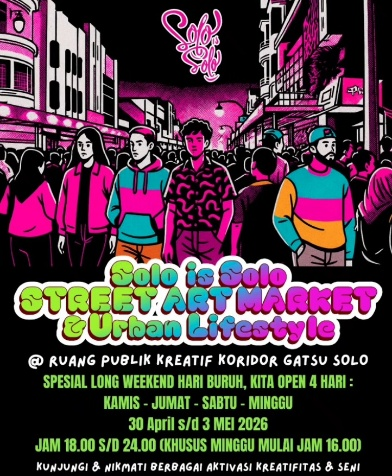 Solo is Solo
Solo is Solo
STREET ART MARKET
& Urban Lifestyle
@ RUANG PUBLIK KREATIF KORIDOR GATSU SOLO
SPESIAL LONG WEEKEND HARI BURUH, KITA OPEN 4 HARI :
KAMIS - JUMAT - SABTU - MINGGU
30 April s/d 3 MEI 2026
JAM 18.00 S/D 24.00 (KHUSUS MINGGU MULAI JAM 16.00)
KUNJUNGI & NIKMATI BERBAGAI AKTIVASI KREATIFITAS & SENI